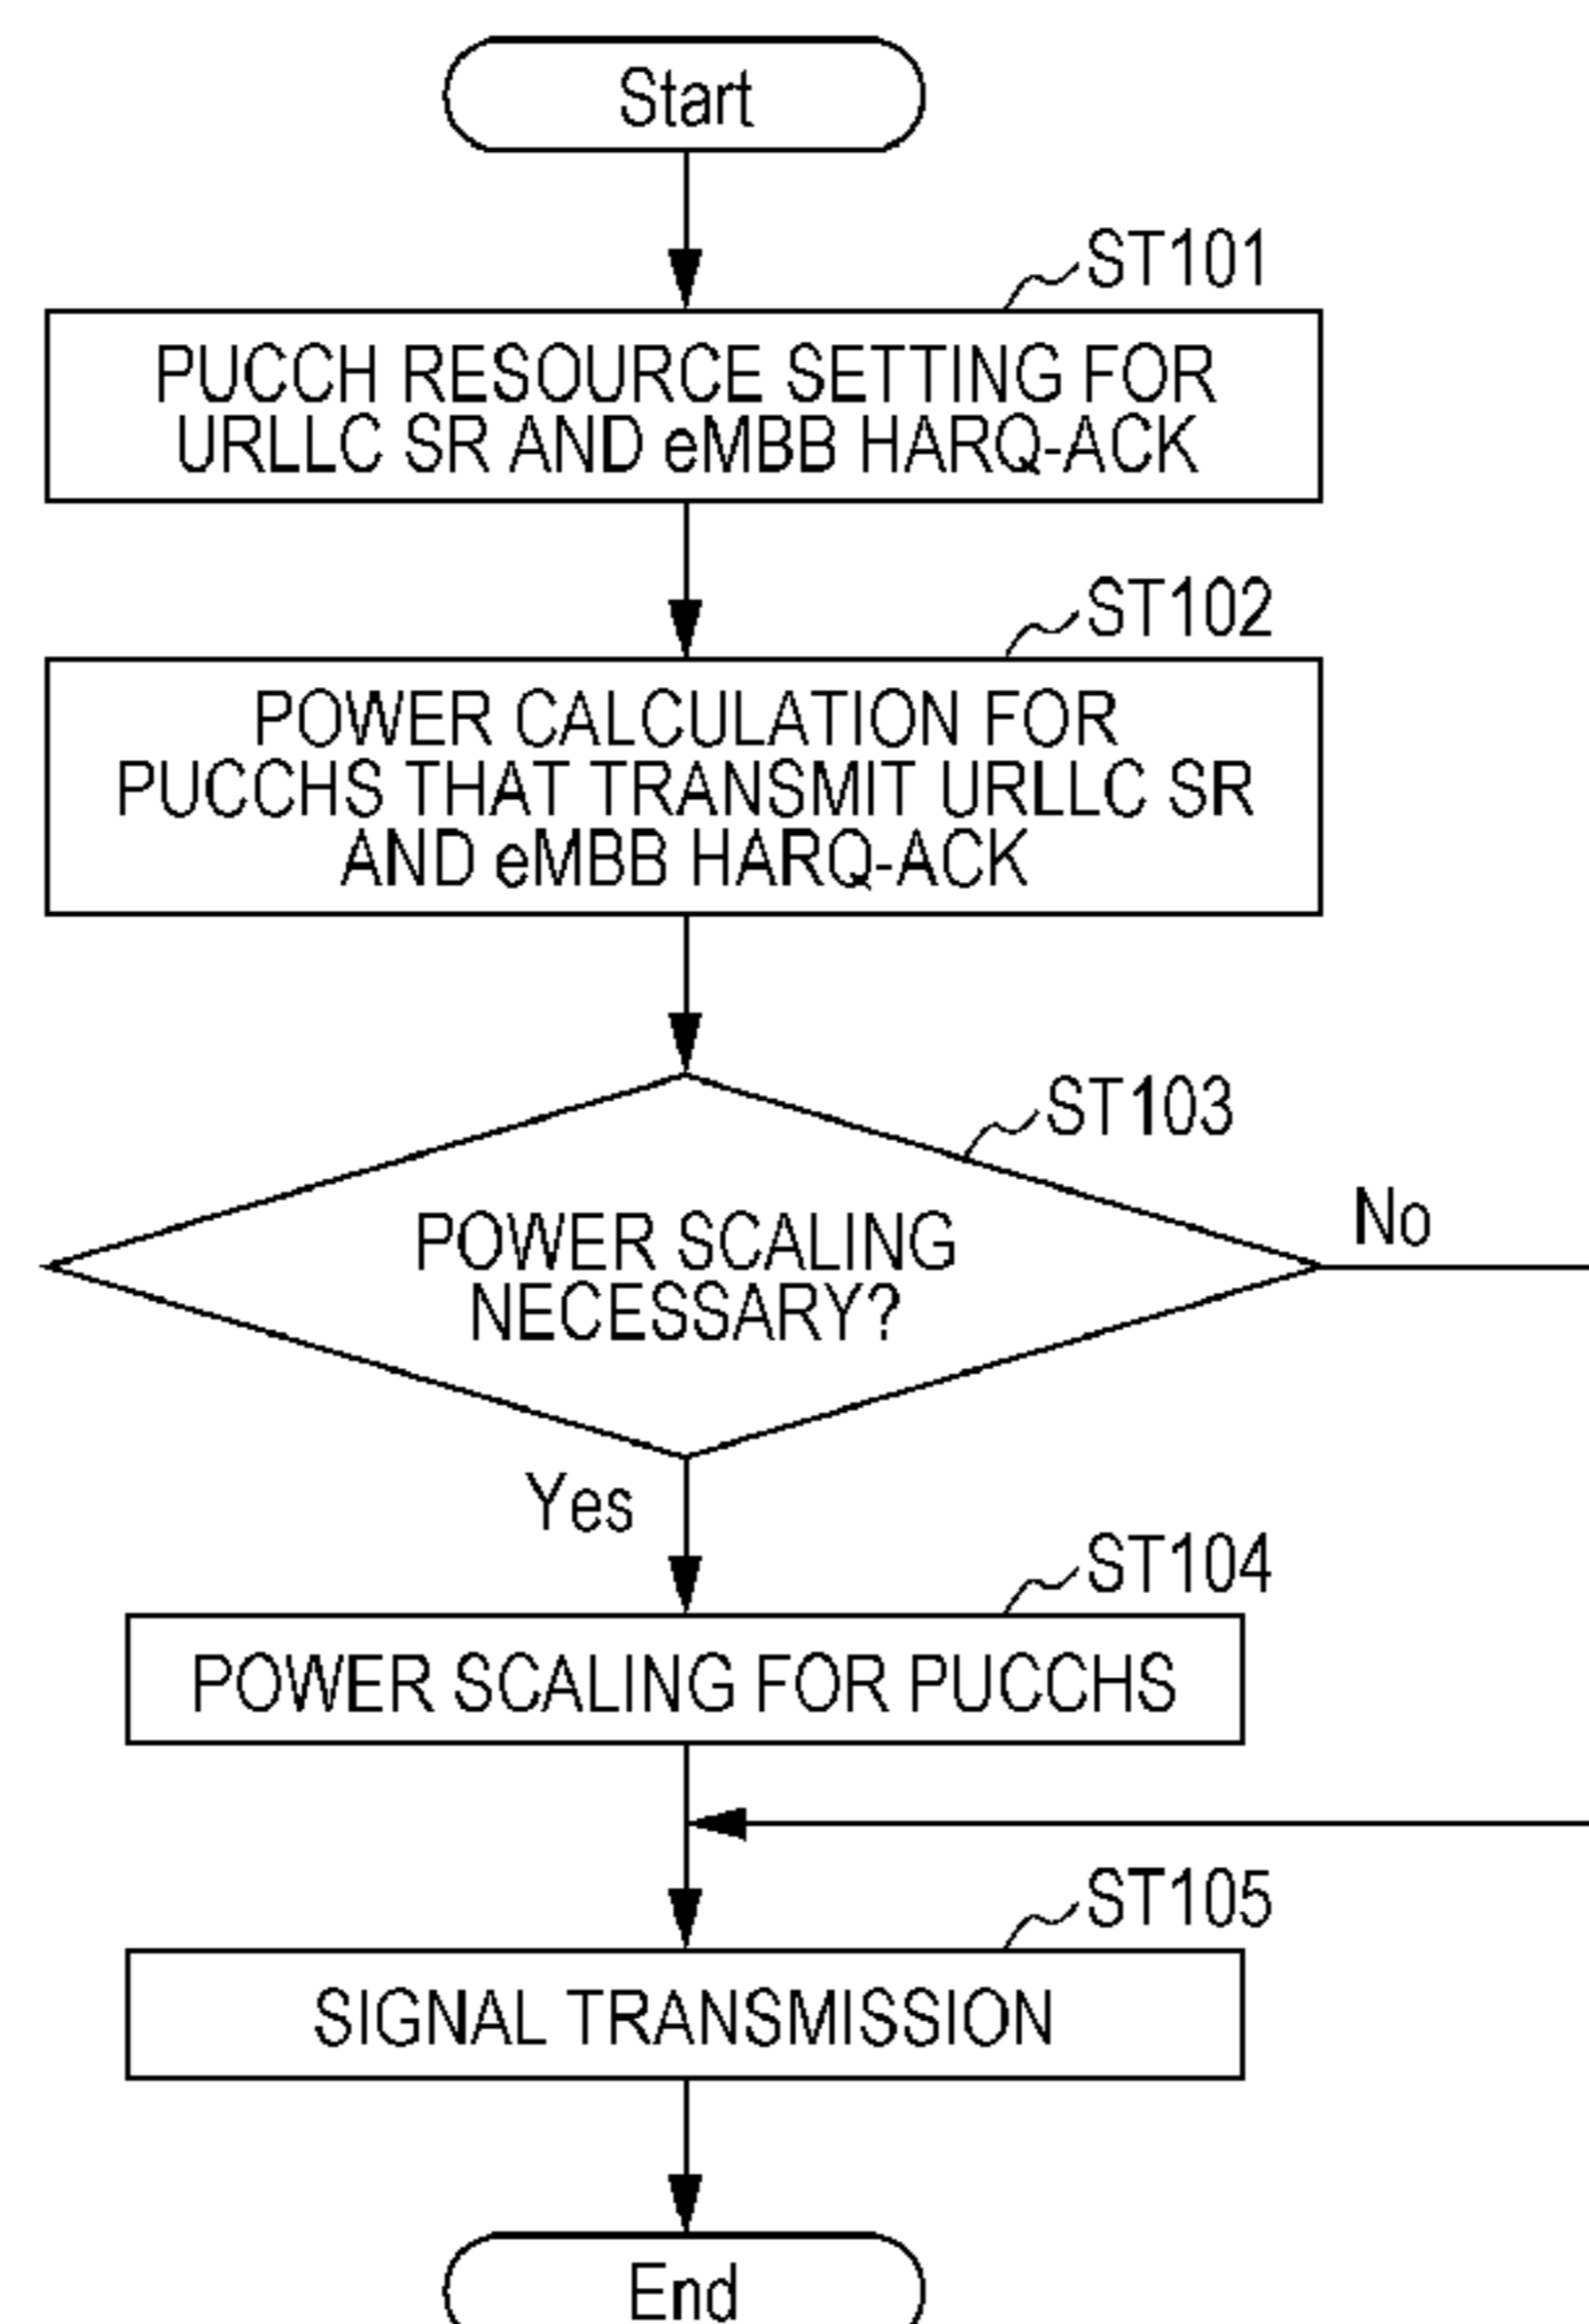 Start
ST101
PUCCH RESOURCE SETTING FOR
URLLC SR AND eMBB HARQ-ACK
ST102
POWER CALCULATION FOR
PUCCHS THAT TRANSMIT URLLC SR
AND eMBB HARQ-ACK
ST103
POWER SCALING
NECESSARY?
No
Yes
ST104
POWER SCALING FOR PUCCHS
ST105
SIGNAL TRANSMISSION
End